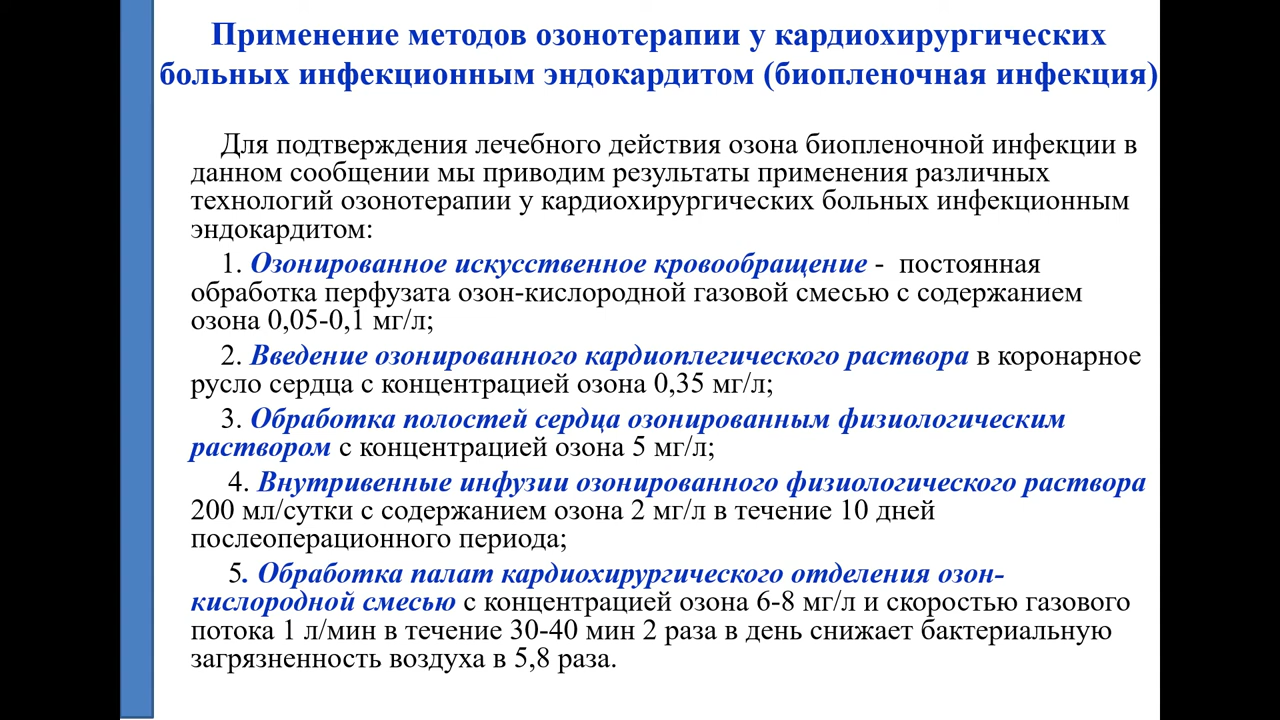 Применение методов озонотерапии у кардиохирургических
больных инфекционным эндокардитом (биопленочная инфекция)
Для подтверждения лечебного действия озона биопленочной инфекции в
данном сообщении мы приводим результаты применения различных
технологий озонотерапии у кардиохирургических больных инфекционным
эндокардитом:
1. Озонированное искусственное кровообращение - постоянная
обработка перфузата озон-кислородной газовой смесью с содержанием
озона 0,05-0,1 мг/л;
2. Введение озонированного кардиоплегического раствора в коронарное
русло сердца с концентрацией озона 0,35 мг/л;
3. Обработка полостей сердца озонированным физиологическим
раствором с концентрацией озона 5 мг/л;
4. Внутривенные инфузии озонированного физиологического раствора
200 мл/сутки с содержанием озона 2 мг/л в течение 10 дней
послеоперационного периода;
5. Обработка палат кардиохирургического отделения озон-
кислородной смесью с концентрацией озона 6-8 мг/л и скоростью газового
потока 1 л/мин в течение 30-40 мин 2 раза в день снижает бактериальную
загрязненность воздуха в 5,8 раза.